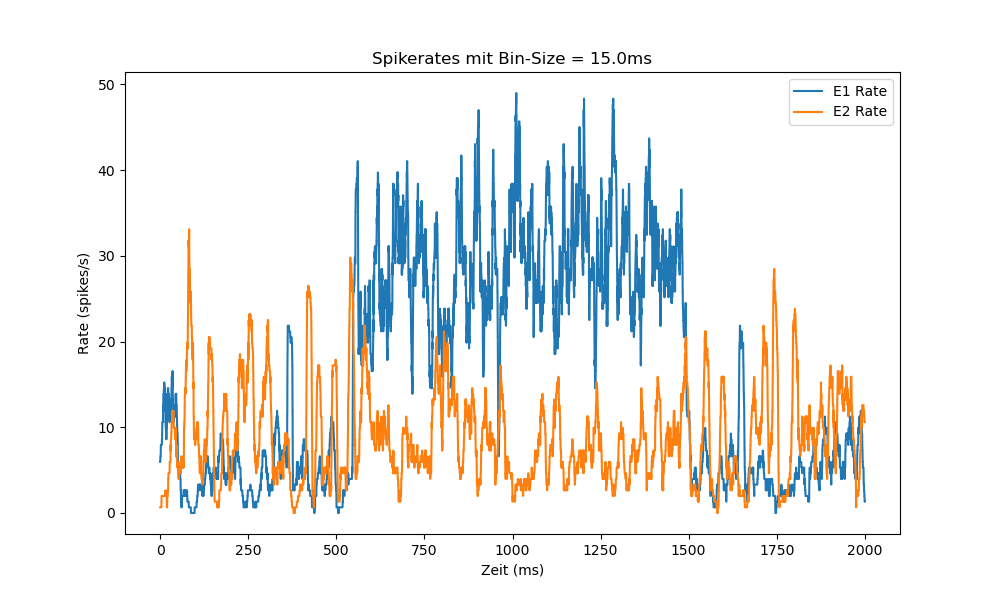 Spikerates mit Bin-Size = 15.0ms
50
40
30
20
10
0
Rate (spikes/s)
E1 Rate
E2 Rate
0 250 500 750 1000 1250 1500 1750 2000
Zeit (ms)